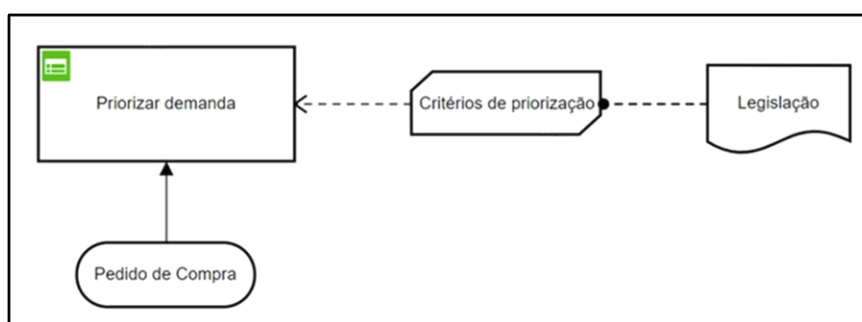 Priorizar demanda
Critérios de priorização
Legislação
Pedido de Compra